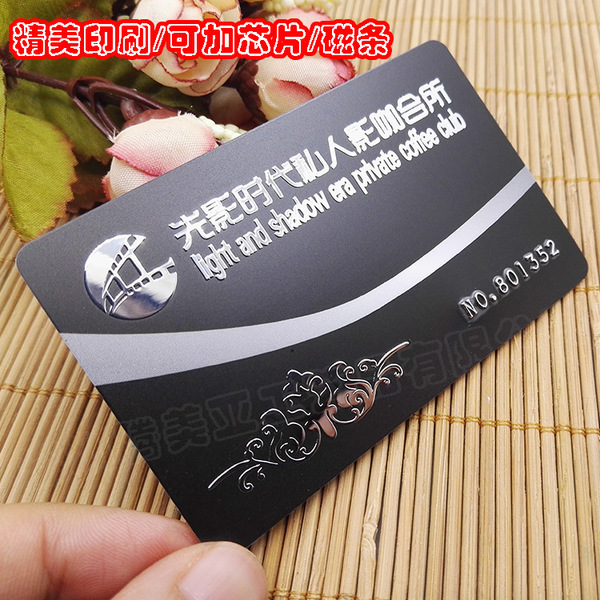 精美印刷/可加芯片/磁条
光影时代私人影咖会所
light and shadow era private coffee club
NO.801352